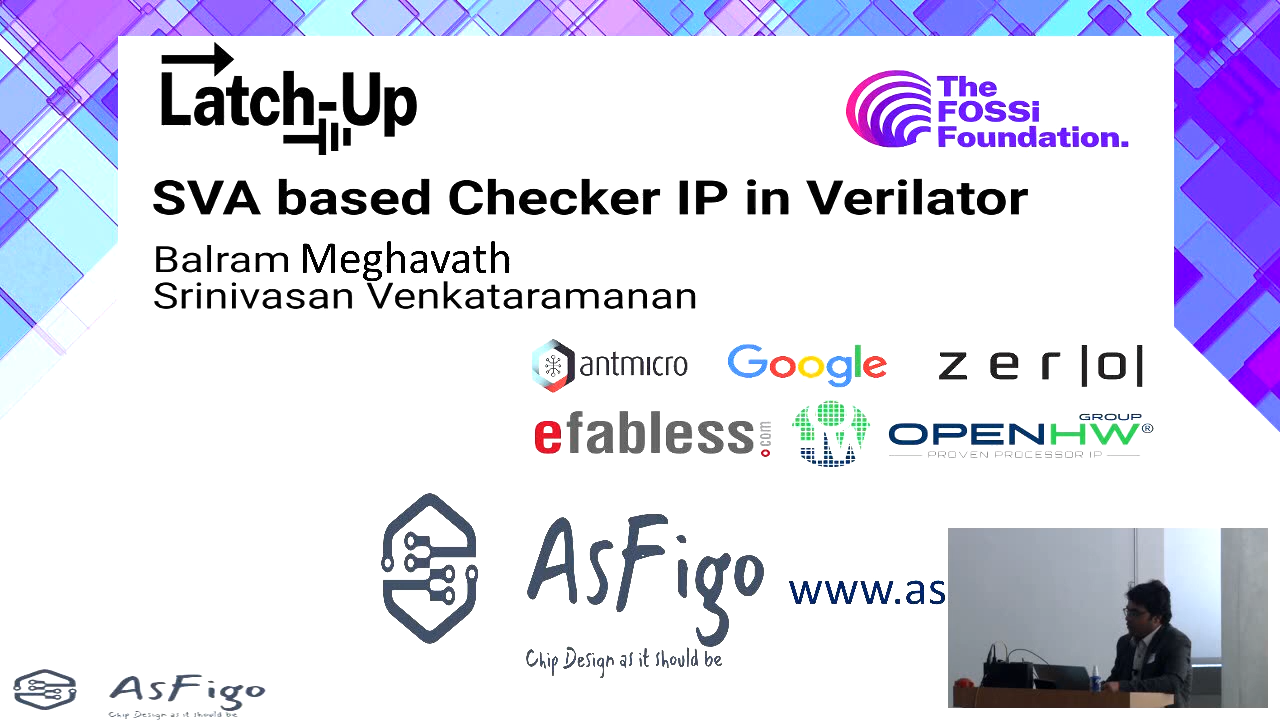 Latch-Up
The
FOSSi
Foundation.
SVA based Checker IP in Verilator
Balram Meghavath
Srinivasan Venkataramanan
antmicro
Google
zer|o|
efabless.com
GROUP
OPENHW®
PROVEN PROCESSOR IP
AsFigo
www.as
Chip Design as it should be
AsFigo
Chip Design as it should be